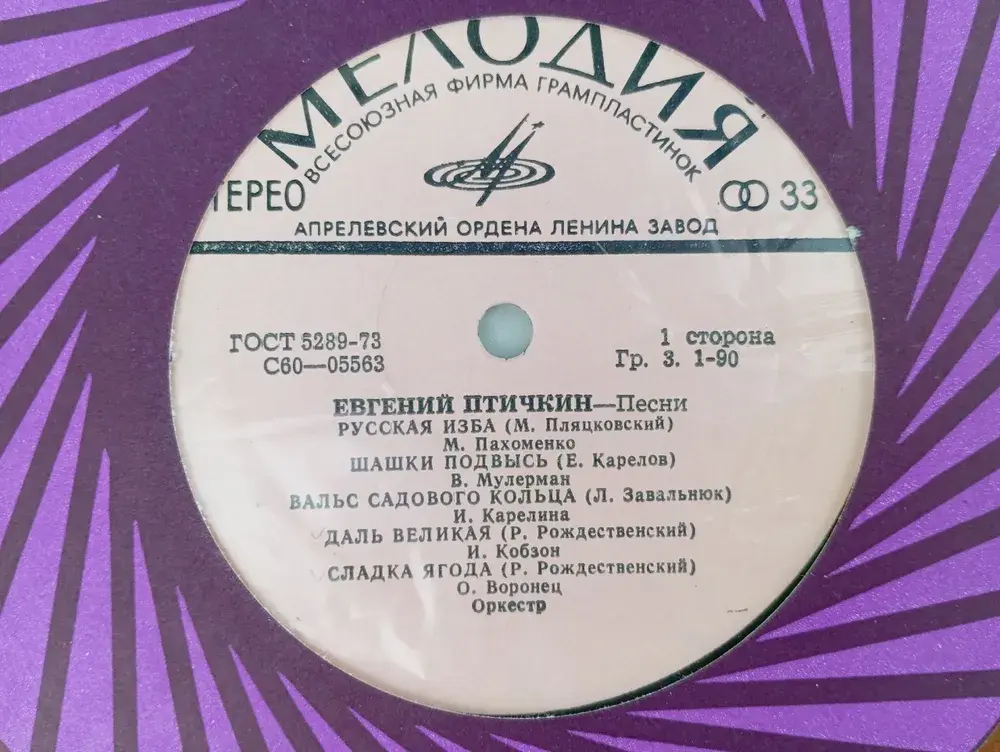 МЕЛОДИЯ
ВСЕСОЮЗНАЯ ФИРМА ГРАМПЛАСТИНОК
ТЕРЕО 33
АПРЕЛЕВСКИЙ ОРДЕНА ЛЕНИНА ЗАВОД
ГОСТ 5289-73 1 сторона
С60—05563 Гр. 3. 1-90
ЕВГЕНИЙ ПТИЧКИН—Песни
РУССКАЯ ИЗБА (М. Пляцковский)
М. Пахоменко
ШАШКИ ПОДВЫСЬ (Е. Карелов)
В. Мулерман
ВАЛЬС САДОВОГО КОЛЬЦА (Л. Завальнюк)
И. Карелина
ДАЛЬ ВЕЛИКАЯ (Р. Рождественский)
И. Кобзон
СЛАДКА ЯГОДА (Р. Рождественский)
О. Воронец
Оркестр